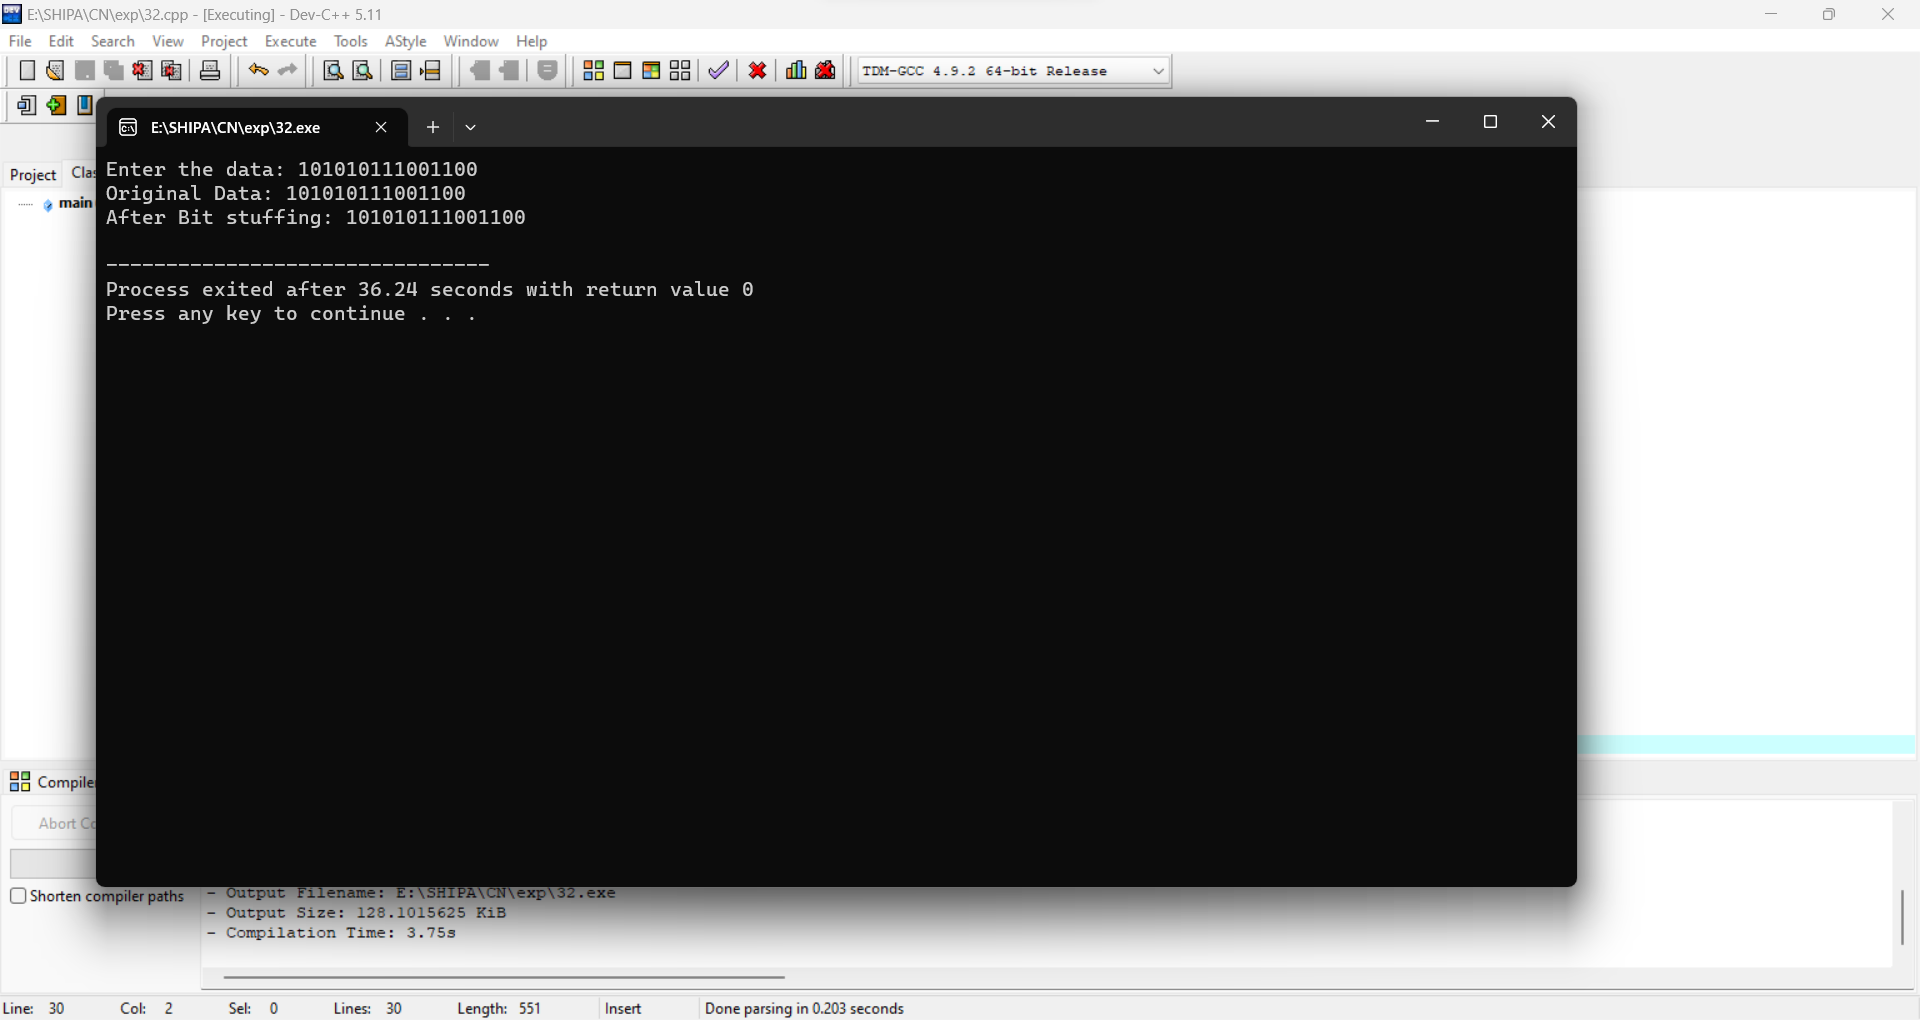 E:\SHIPA\CN\exp\32.cpp - [Executing] - Dev-C++ 5.11
File Edit Search View Project Execute Tools AStyle Window Help
TDM-GCC 4.9.2 64-bit Release
E:\SHIPA\CN\exp\32.exe
Project Clas
main
Enter the data: 101010111001100
Original Data: 101010111001100
After Bit stuffing: 101010111001100
--------------------------------
Process exited after 36.24 seconds with return value 0
Press any key to continue . . .
Compiler
Abort Co
Shorten compiler paths
- Output Filename: E:\SHIPA\CN\exp\32.exe
- Output Size: 128.1015625 KiB
- Compilation Time: 3.75s
Line: 30 Col: 2 Sel: 0 Lines: 30 Length: 551 Insert Done parsing in 0.203 seconds